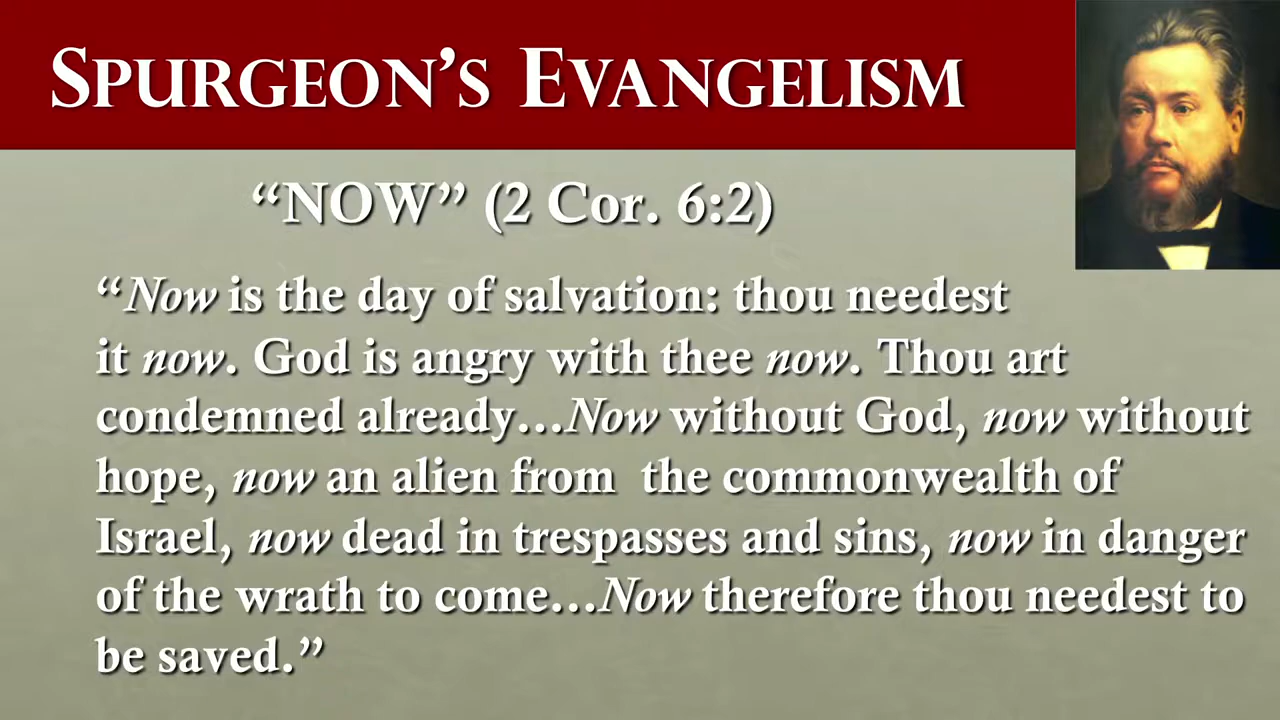 SPURGEON'S EVANGELISM
“NOW” (2 Cor. 6:2)
“Now is the day of salvation: thou needest
it now. God is angry with thee now. Thou art
condemned already…Now without God, now without
hope, now an alien from the commonwealth of
Israel, now dead in trespasses and sins, now in danger
of the wrath to come…Now therefore thou needest to
be saved.”